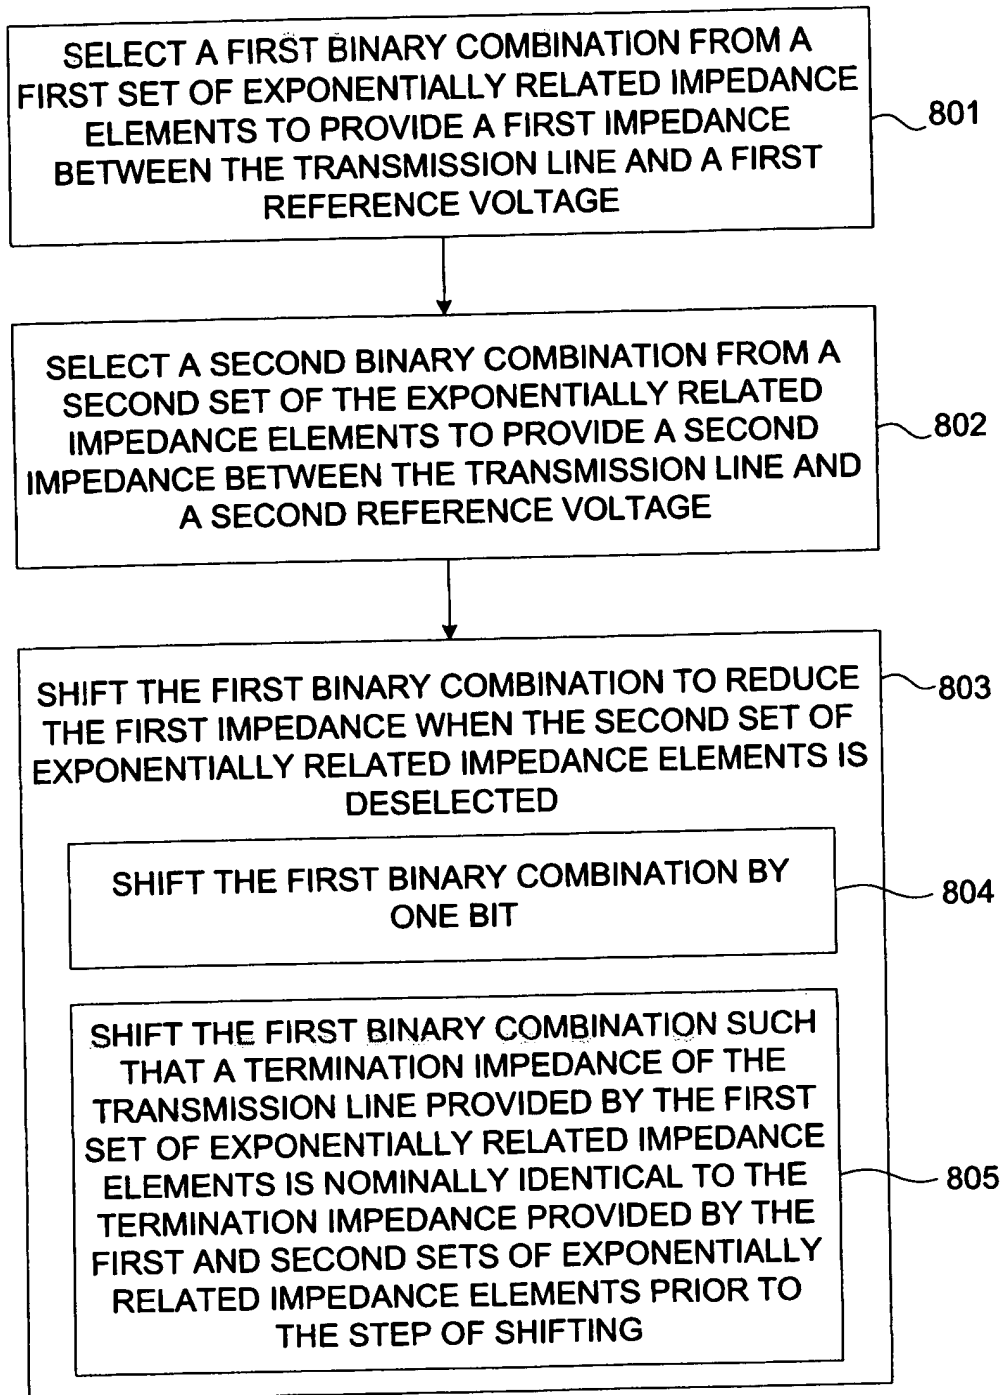 SELECT A FIRST BINARY COMBINATION FROM A
FIRST SET OF EXPONENTIALLY RELATED IMPEDANCE
ELEMENTS TO PROVIDE A FIRST IMPEDANCE
BETWEEN THE TRANSMISSION LINE AND A FIRST
REFERENCE VOLTAGE
801
SELECT A SECOND BINARY COMBINATION FROM A
SECOND SET OF THE EXPONENTIALLY RELATED
IMPEDANCE ELEMENTS TO PROVIDE A SECOND
IMPEDANCE BETWEEN THE TRANSMISSION LINE AND
A SECOND REFERENCE VOLTAGE
802
SHIFT THE FIRST BINARY COMBINATION TO REDUCE
THE FIRST IMPEDANCE WHEN THE SECOND SET OF
EXPONENTIALLY RELATED IMPEDANCE ELEMENTS IS
DESELECTED
803
SHIFT THE FIRST BINARY COMBINATION BY
ONE BIT
804
SHIFT THE FIRST BINARY COMBINATION SUCH
THAT A TERMINATION IMPEDANCE OF THE
TRANSMISSION LINE PROVIDED BY THE FIRST
SET OF EXPONENTIALLY RELATED IMPEDANCE
ELEMENTS IS NOMINALLY IDENTICAL TO THE
TERMINATION IMPEDANCE PROVIDED BY THE
FIRST AND SECOND SETS OF EXPONENTIALLY
RELATED IMPEDANCE ELEMENTS PRIOR TO
THE STEP OF SHIFTING
805